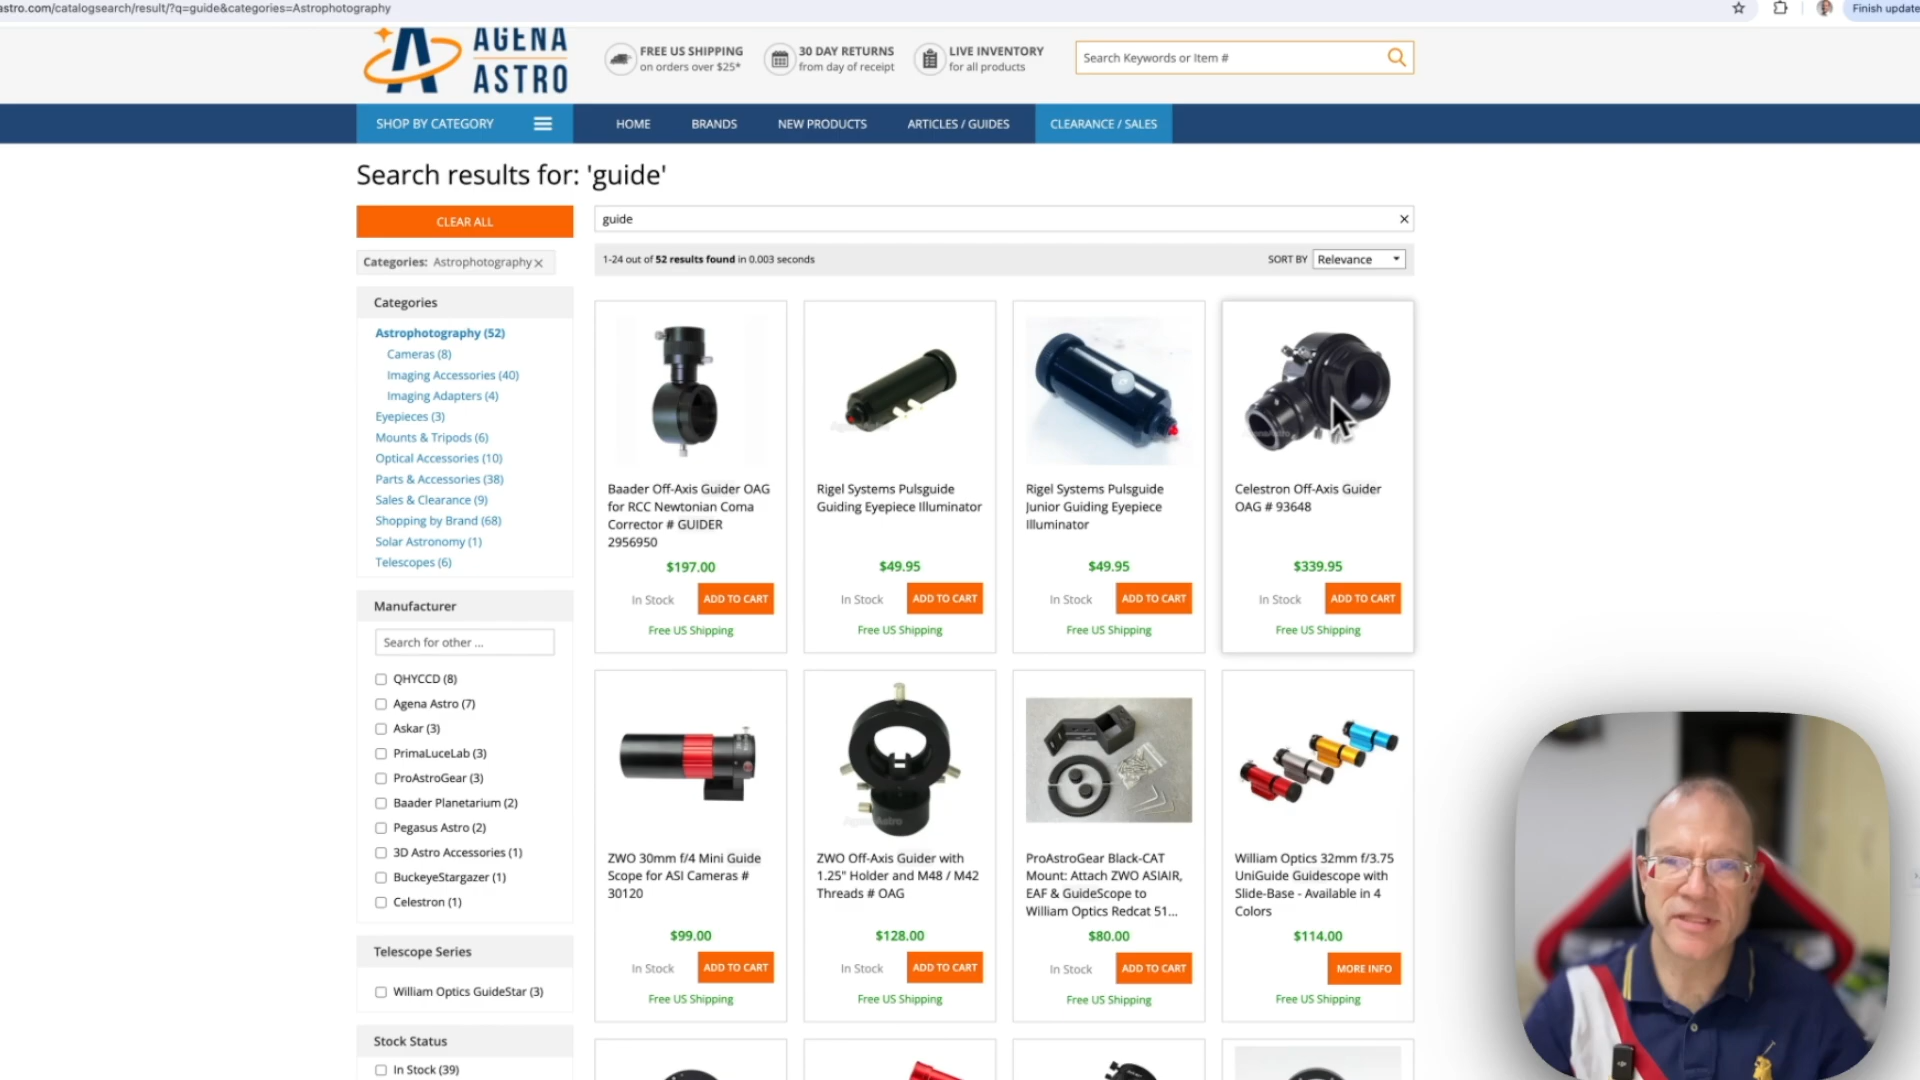 astro.com/catalogsearch/result/?q=guide&categories=Astrophotography
Finish update
AGENA
ASTRO
FREE US SHIPPING
on orders over $25*
30 DAY RETURNS
from day of receipt
LIVE INVENTORY
for all products
Search Keywords or Item #
SHOP BY CATEGORY
HOME
BRANDS
NEW PRODUCTS
ARTICLES / GUIDES
CLEARANCE / SALES
Search results for: 'guide'
CLEAR ALL
guide
Categories: Astrophotography
1-24 out of 52 results found in 0.003 seconds
SORT BY Relevance
Categories
Astrophotography (52)
Cameras (8)
Imaging Accessories (40)
Imaging Adapters (4)
Eyepieces (3)
Mounts & Tripods (6)
Optical Accessories (10)
Parts & Accessories (38)
Sales & Clearance (9)
Shopping by Brand (68)
Solar Astronomy (1)
Telescopes (6)
Manufacturer
Search for other ...
QHYCCD (8)
Agena Astro (7)
Askar (3)
PrimaLuceLab (3)
ProAstroGear (3)
Baader Planetarium (2)
Pegasus Astro (2)
3D Astro Accessories (1)
BuckeyeStargazer (1)
Celestron (1)
Telescope Series
William Optics GuideStar (3)
Stock Status
In Stock (39)
Baader Off-Axis Guider OAG
for RCC Newtonian Coma
Corrector # GUIDER
2956950
$197.00
In Stock
ADD TO CART
Free US Shipping
Rigel Systems Pulsguide
Guiding Eyepiece Illuminator
$49.95
In Stock
ADD TO CART
Free US Shipping
Rigel Systems Pulsguide
Junior Guiding Eyepiece
Illuminator
$49.95
In Stock
ADD TO CART
Free US Shipping
Celestron Off-Axis Guider
OAG # 93648
$339.95
In Stock
ADD TO CART
Free US Shipping
ZWO 30mm f/4 Mini Guide
Scope for ASI Cameras #
30120
$99.00
In Stock
ADD TO CART
Free US Shipping
ZWO Off-Axis Guider with
1.25" Holder and M48 / M42
Threads # OAG
$128.00
In Stock
ADD TO CART
Free US Shipping
ProAstroGear Black-CAT
Mount: Attach ZWO ASIAIR,
EAF & GuideScope to
William Optics Redcat 51...
$80.00
In Stock
ADD TO CART
Free US Shipping
William Optics 32mm f/3.75
UniGuide Guidescope with
Slide-Base - Available in 4
Colors
$114.00
MORE INFO
Free US Shipping